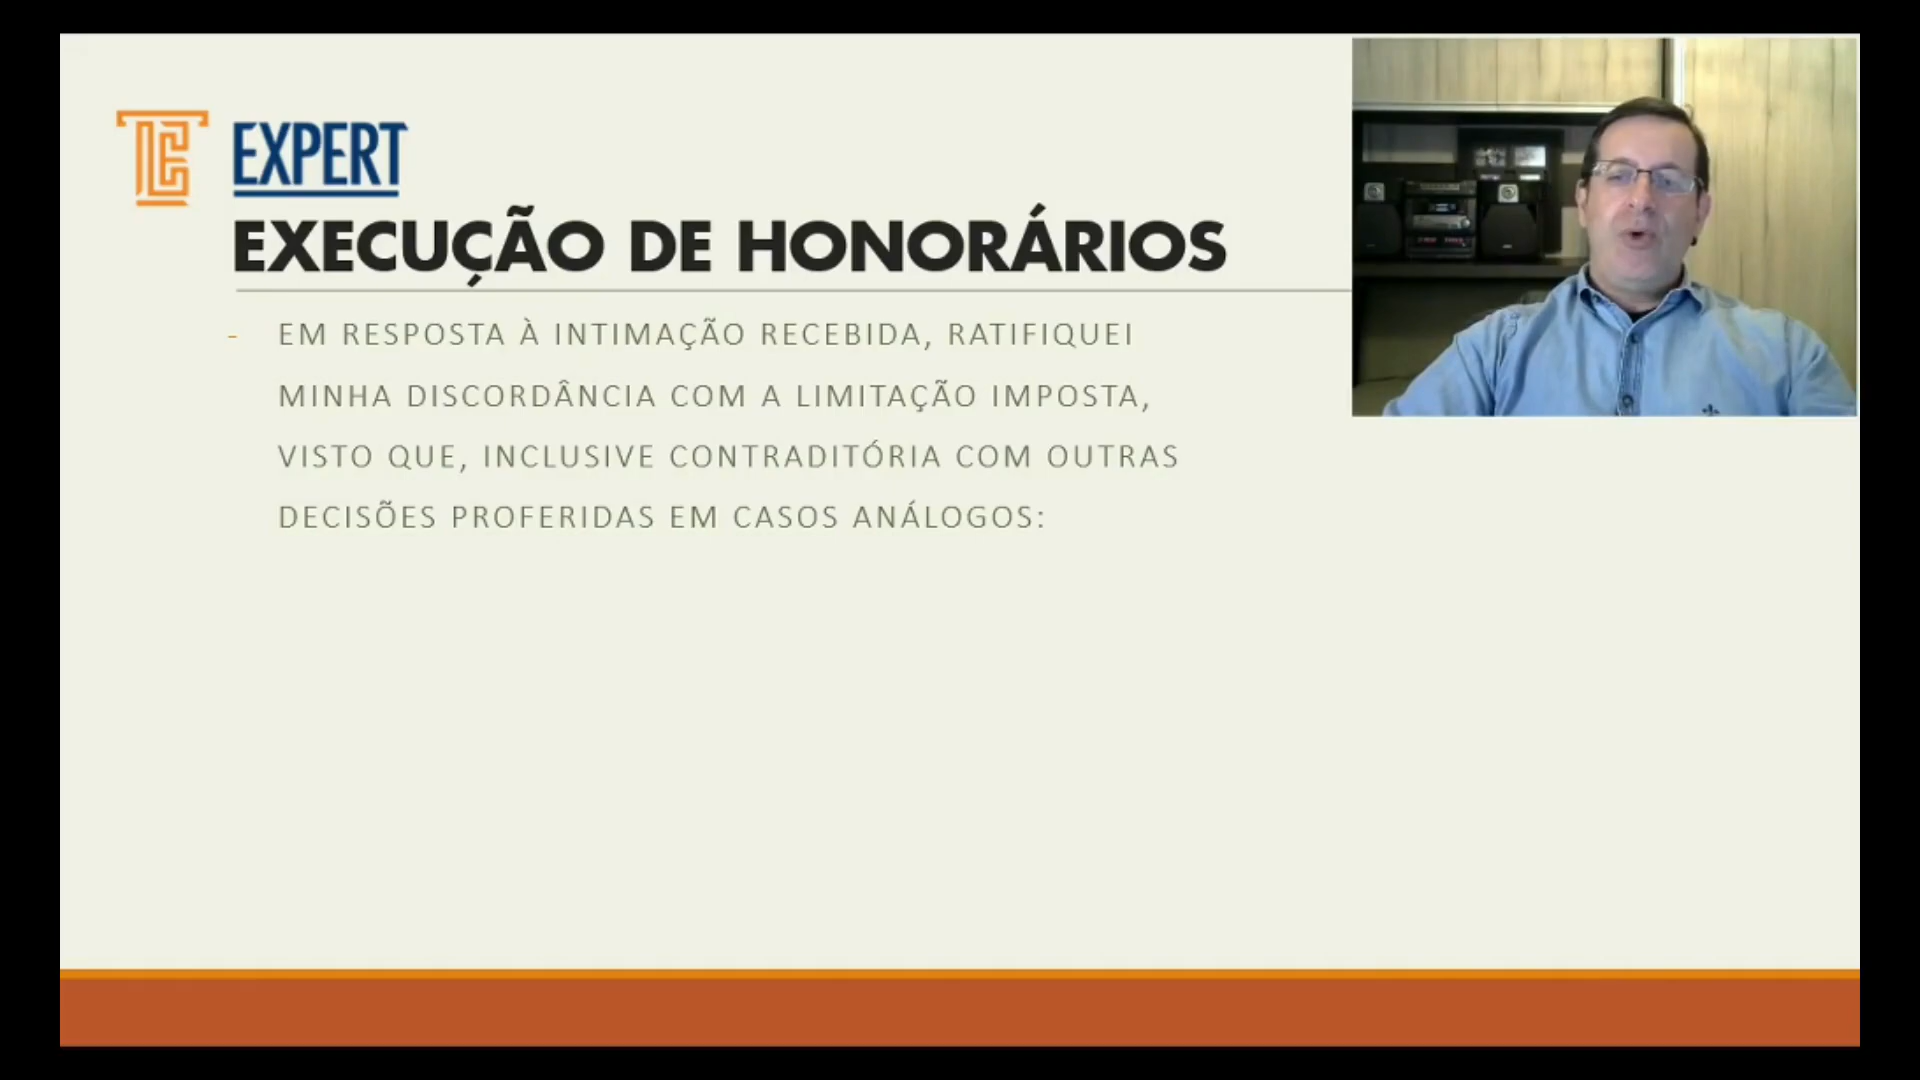 EXPERT
EXECUÇÃO DE HONORÁRIOS
- EM RESPOSTA À INTIMAÇÃO RECEBIDA, RATIFIQUEI
MINHA DISCORDÂNCIA COM A LIMITAÇÃO IMPOSTA,
VISTO QUE, INCLUSIVE CONTRADITÓRIA COM OUTRAS
DECISÕES PROFERIDAS EM CASOS ANÁLOGOS: